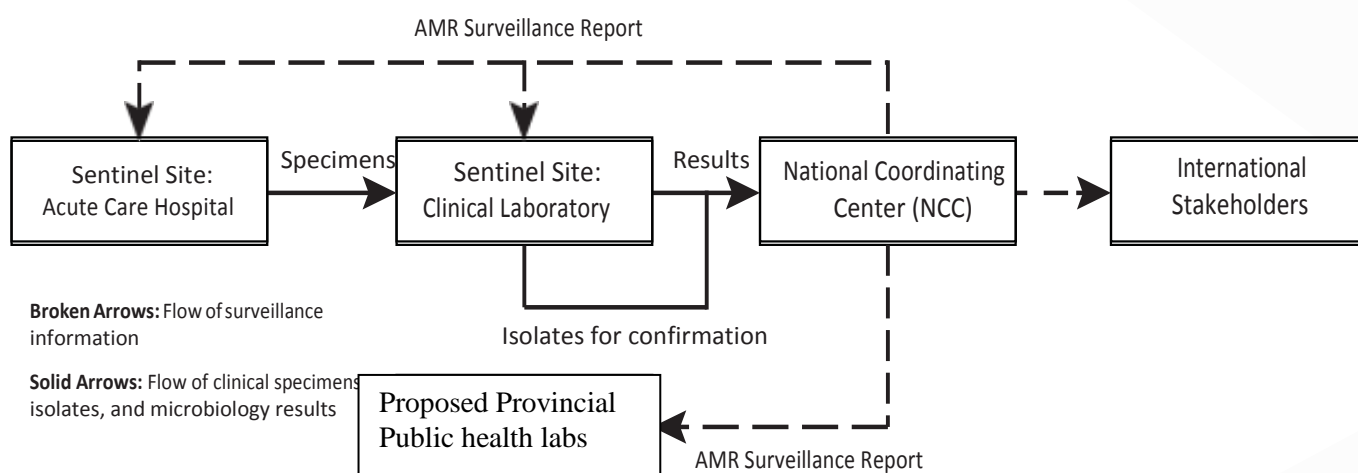 AMR Surveillance Report
Sentinel Site:
Acute Care Hospital
Specimens
Sentinel Site:
Clinical Laboratory
Results
National Coordinating
Center (NCC)
International
Stakeholders
Isolates for confirmation
Broken Arrows: Flow of surveillance
information
Solid Arrows: Flow of clinical specimens
isolates, and microbiology results
Proposed Provincial
Public health labs
AMR Surveillance Report